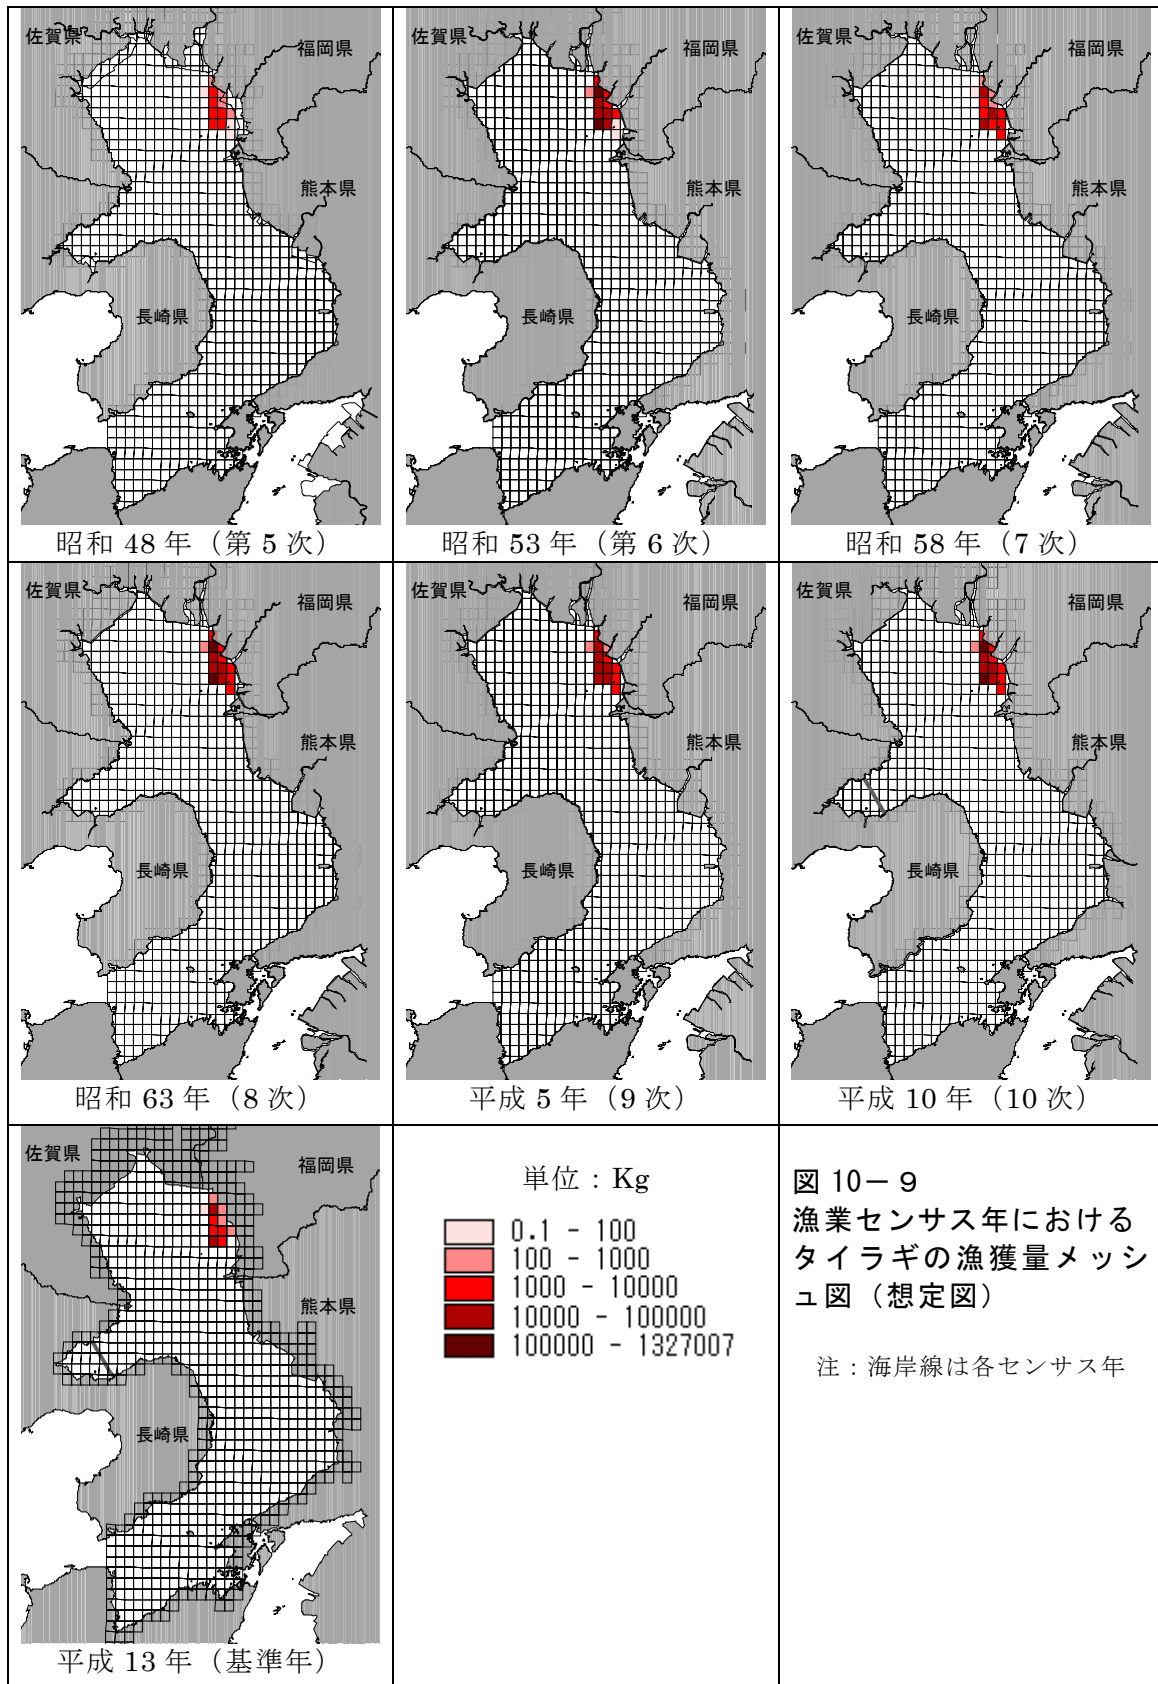 佐賀県
福岡県
熊本県
長崎県
昭和 48 年（第 5 次）
佐賀県
福岡県
熊本県
長崎県
昭和 53 年（第 6 次）
佐賀県
福岡県
熊本県
長崎県
昭和 58 年（7 次）
佐賀県
福岡県
熊本県
長崎県
昭和 63 年（8 次）
佐賀県
福岡県
熊本県
長崎県
平成 5 年（9 次）
佐賀県
福岡県
熊本県
長崎県
平成 10 年（10 次）
佐賀県
福岡県
熊本県
長崎県
平成 13 年（基準年）
単位：Kg
0.1 - 100
100 - 1000
1000 - 10000
10000 - 100000
100000 - 1327007
図 10－9
漁業センサス年における
タイラギの漁獲量メッシ
ュ図（想定図）
注：海岸線は各センサス年